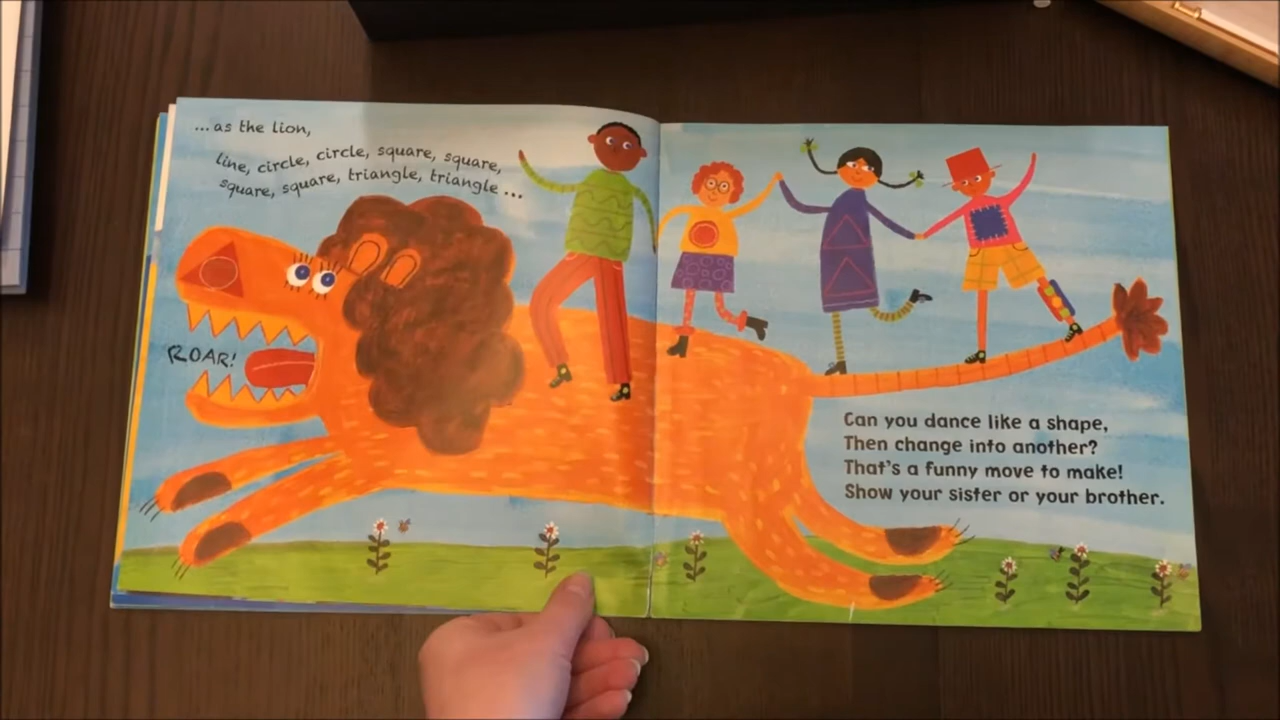 ...as the lion,
line, circle, circle, square, square,
square, square, triangle, triangle...
ROAR!
Can you dance like a shape,
Then change into another?
That's a funny move to make!
Show your sister or your brother.